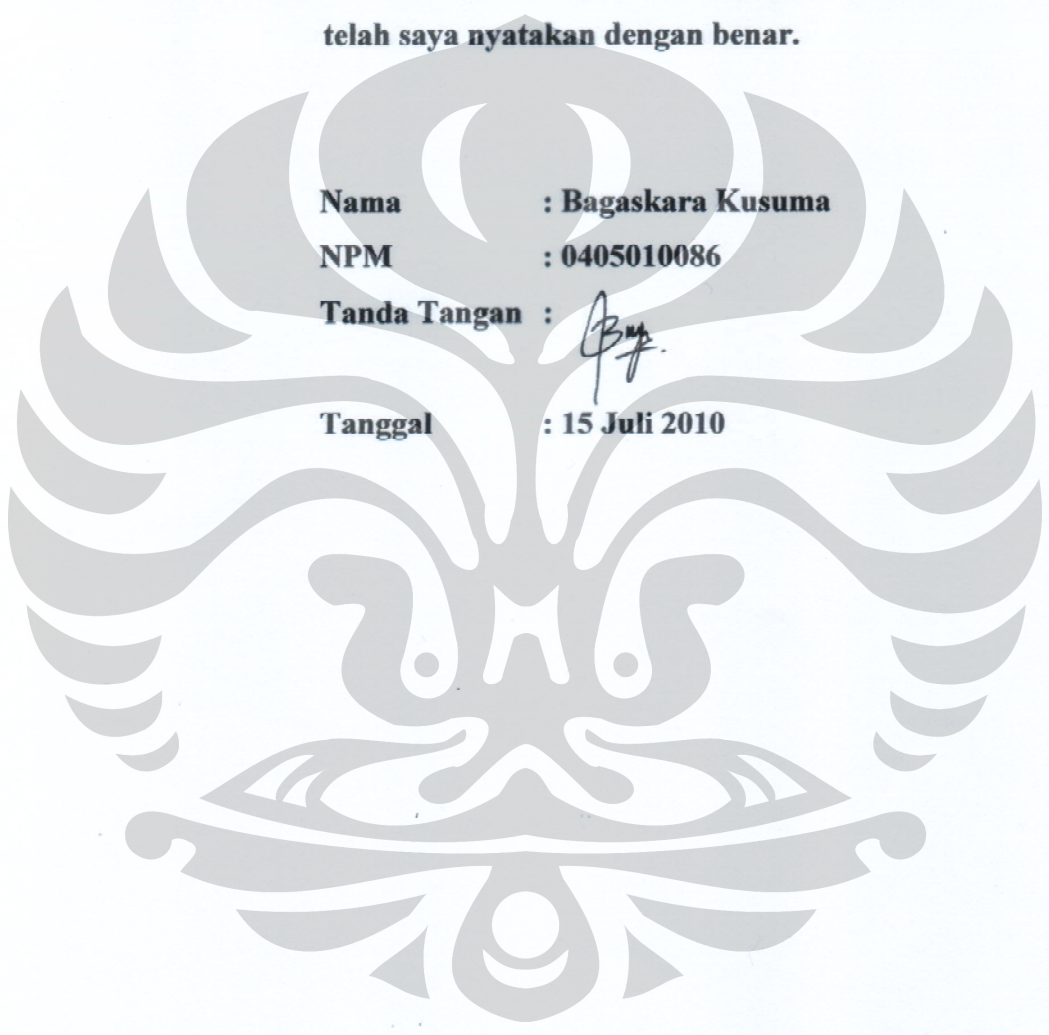 telah saya nyatakan dengan benar.
Nama : Bagaskara Kusuma
NPM : 0405010086
Tanda Tangan :
Tanggal : 15 Juli 2010